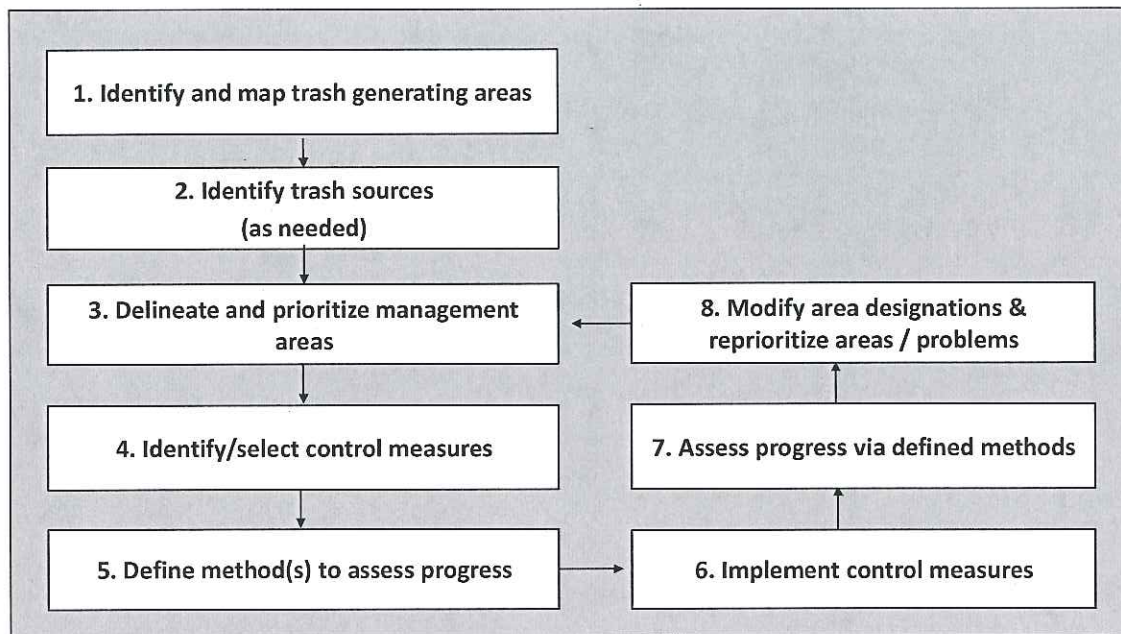 1. Identify and map trash generating areas
2. Identify trash sources
(as needed)
3. Delineate and prioritize management
areas
4. Identify/select control measures
5. Define method(s) to assess progress
6. Implement control measures
7. Assess progress via defined methods
8. Modify area designations &
reprioritize areas / problems